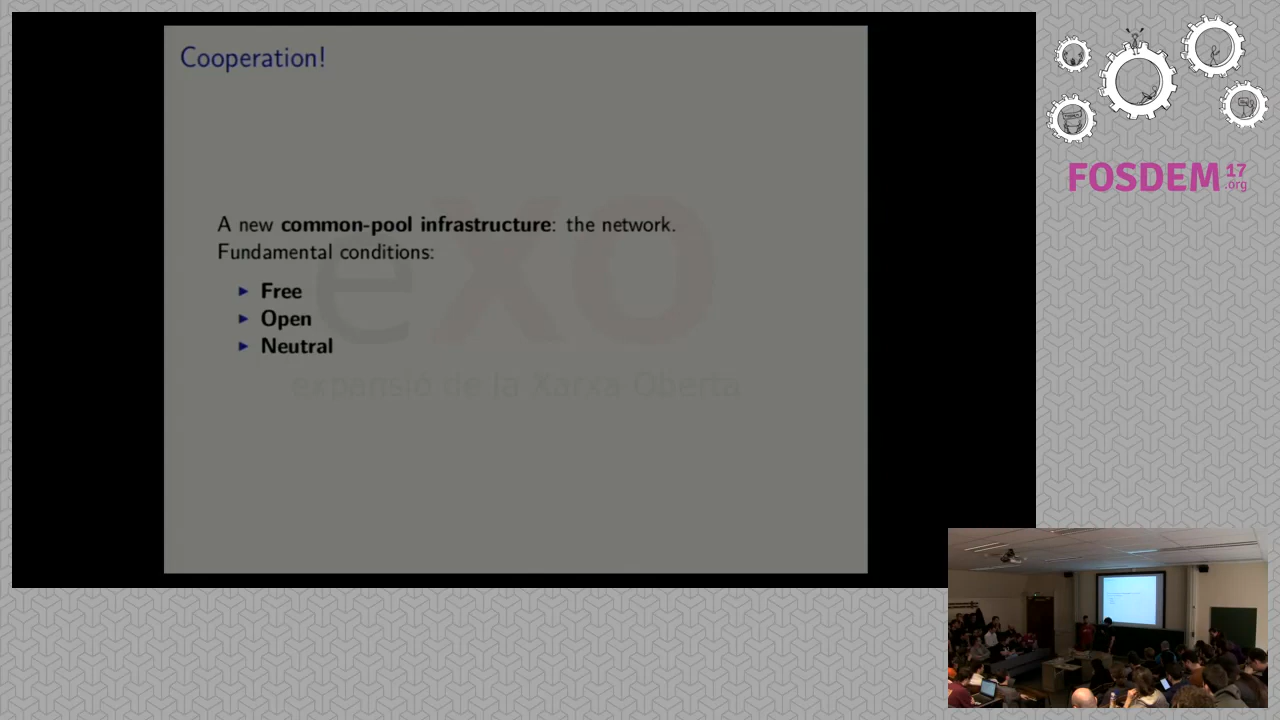 Cooperation!
A new common-pool infrastructure: the network.
Fundamental conditions:
Free
Open
Neutral
exo
expansió de la Xarxa Oberta
FOSDEM 17
.org